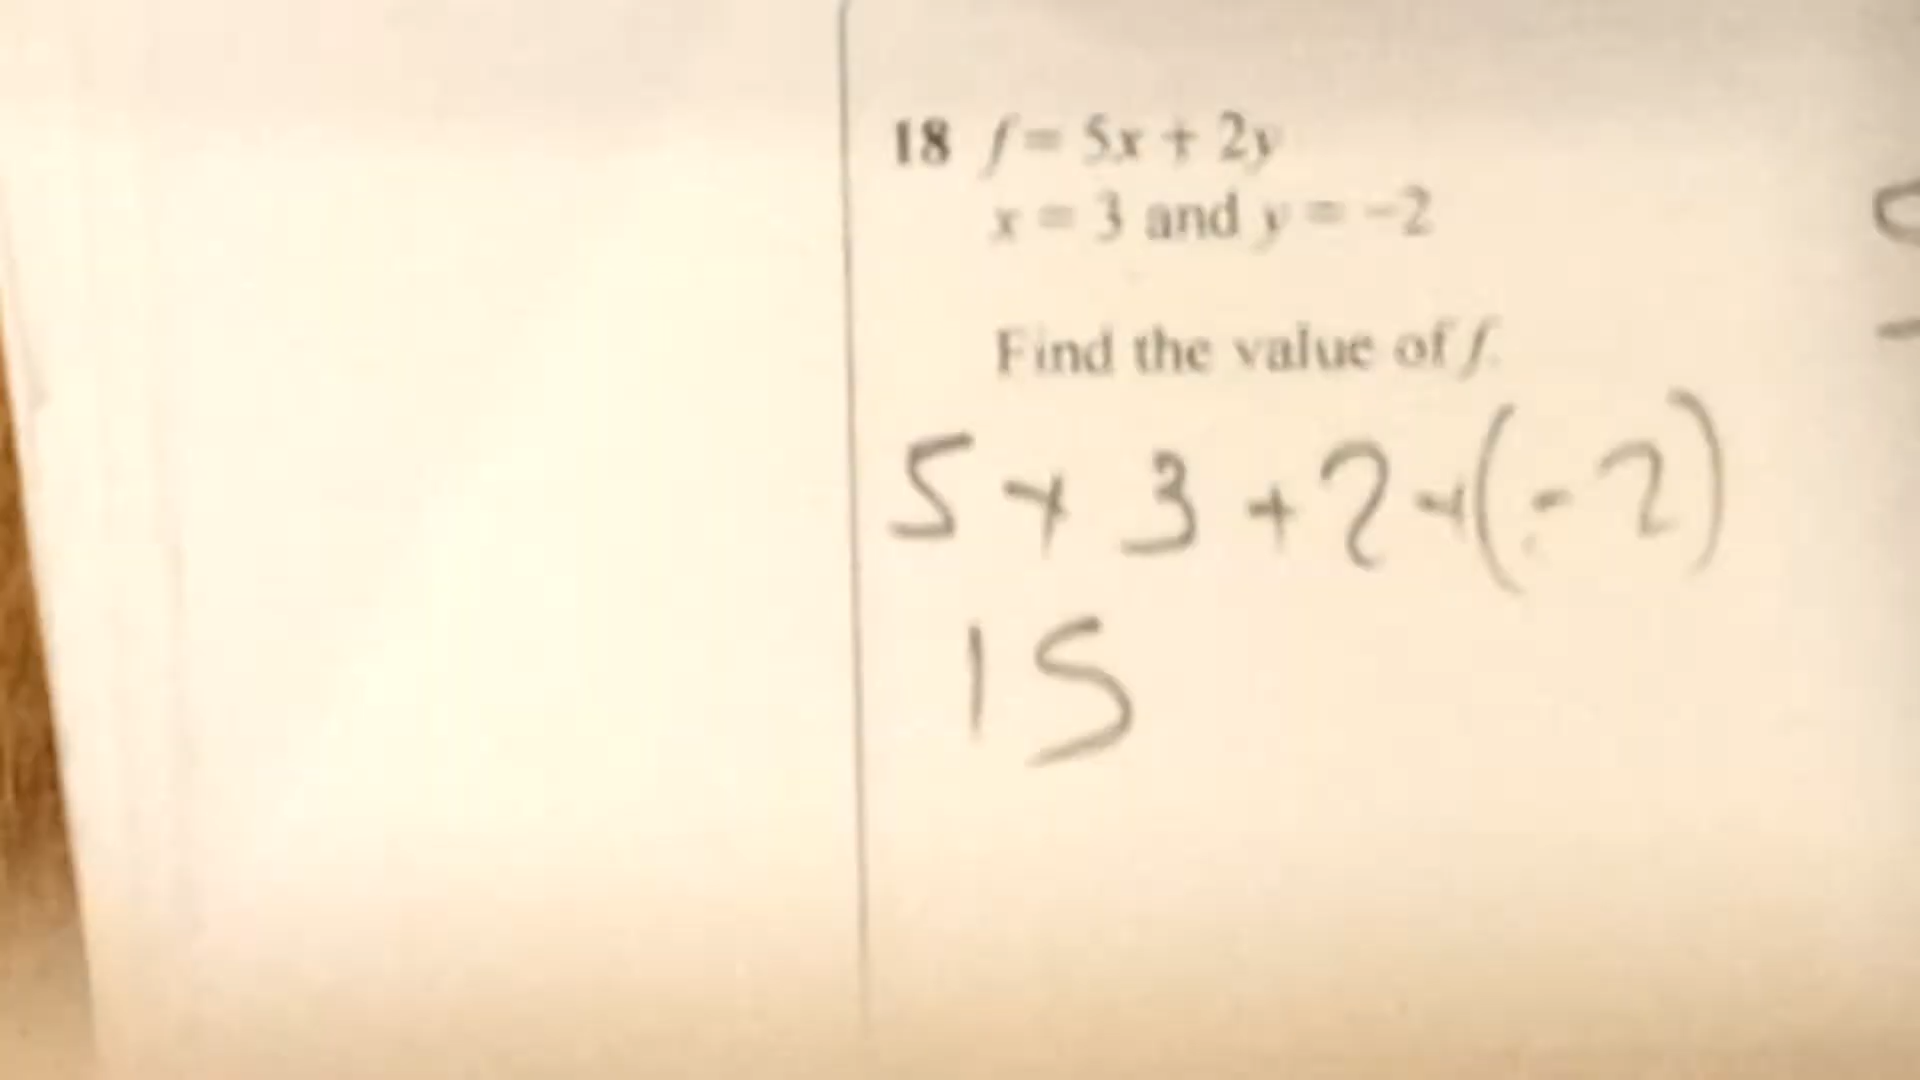 18 f = 5x + 2y
x = 3 and y = -2
Find the value of f.
5 × 3 + 2 × (-2)
15